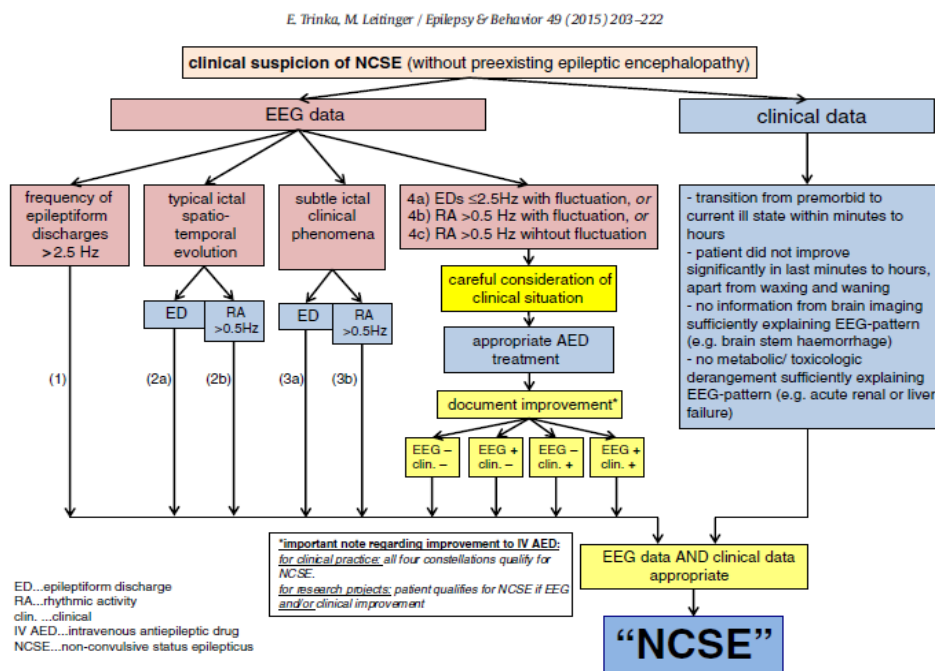 E. Trinka, M. Leitinger / Epilepsy & Behavior 49 (2015) 203–222
clinical suspicion of NCSE (without preexisting epileptic encephalopathy)
EEG data
clinical data
frequency of
epileptiform
discharges
>2.5 Hz
typical ictal
spatio-
temporal
evolution
subtle ictal
clinical
phenomena
4a) EDs ≤2.5Hz with fluctuation, or
4b) RA >0.5 Hz with fluctuation, or
4c) RA >0.5 Hz wihtout fluctuation
- transition from premorbid to
current ill state within minutes to
hours
- patient did not improve
significantly in last minutes to hours,
apart from waxing and waning
- no information from brain imaging
sufficiently explaining EEG-pattern
(e.g. brain stem haemorrhage)
- no metabolic/ toxicologic
derangement sufficiently explaining
EEG-pattern (e.g. acute renal or liver
failure)
careful consideration of
clinical situation
ED
RA
>0.5Hz
ED
RA
>0.5Hz
appropriate AED
treatment
(1)
(2a)
(2b)
(3a)
(3b)
document improvement*
EEG –
clin. –
EEG +
clin. –
EEG –
clin. +
EEG +
clin. +
*important note regarding improvement to IV AED:
for clinical practice: all four constellations qualify for
NCSE.
for research projects: patient qualifies for NCSE if EEG
and/or clinical improvement
EEG data AND clinical data
appropriate
ED...epileptiform discharge
RA...rhythmic activity
clin. ...clinical
IV AED...intravenous antiepileptic drug
NCSE...non-convulsive status epilepticus
“NCSE”